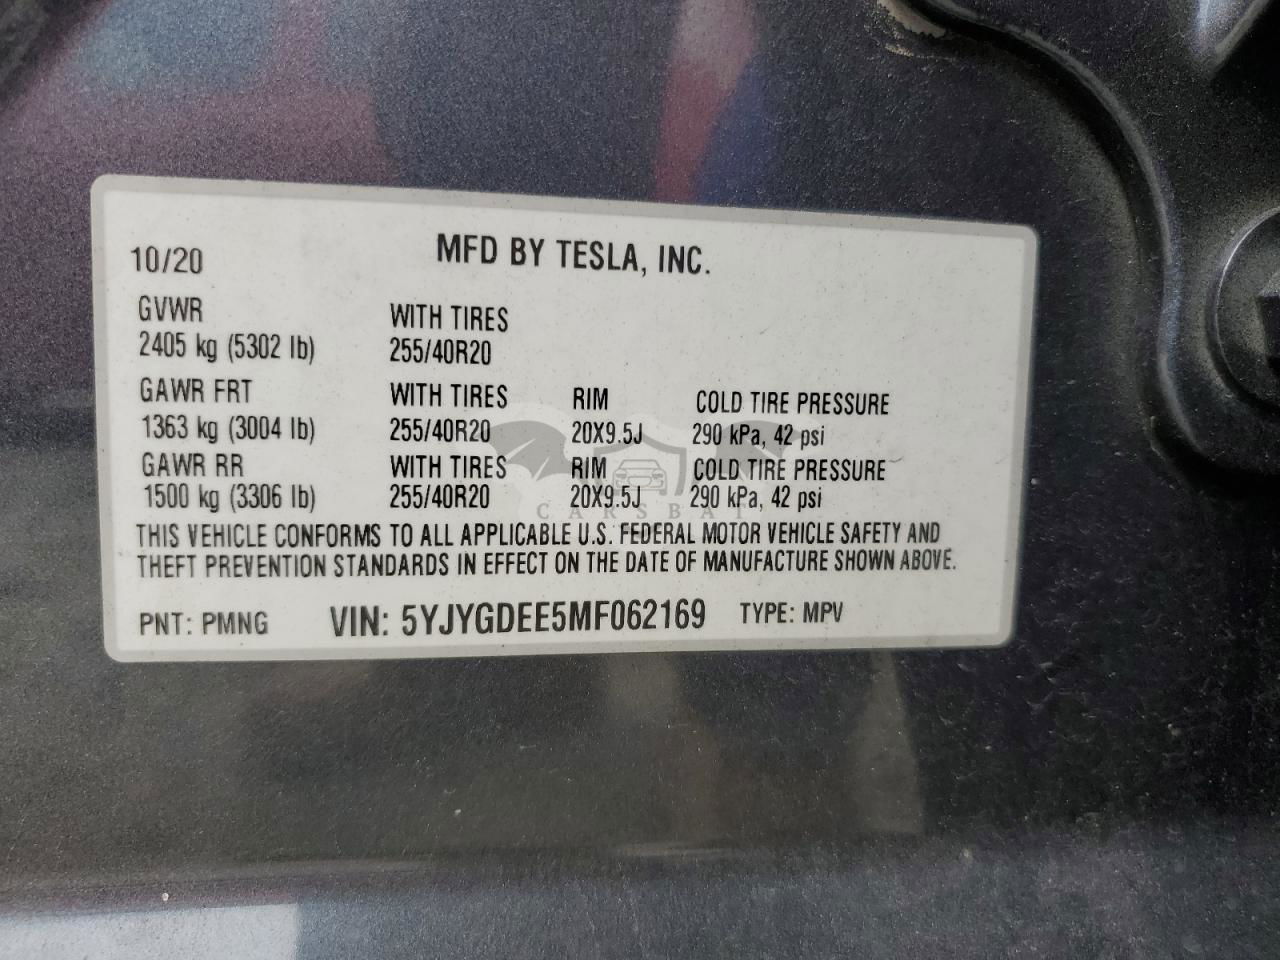 10/20 MFD BY TESLA, INC.
GVWR WITH TIRES
2405 kg (5302 lb) 255/40R20
GAWR FRT WITH TIRES RIM COLD TIRE PRESSURE
1363 kg (3004 lb) 255/40R20 20X9.5J 290 kPa, 42 psi
GAWR RR WITH TIRES RIM COLD TIRE PRESSURE
1500 kg (3306 lb) 255/40R20 20X9.5J 290 kPa, 42 psi
CARSBAT
THIS VEHICLE CONFORMS TO ALL APPLICABLE U.S. FEDERAL MOTOR VEHICLE SAFETY AND
THEFT PREVENTION STANDARDS IN EFFECT ON THE DATE OF MANUFACTURE SHOWN ABOVE.
PNT: PMNG VIN: 5YJYGDEE5MF062169 TYPE: MPV